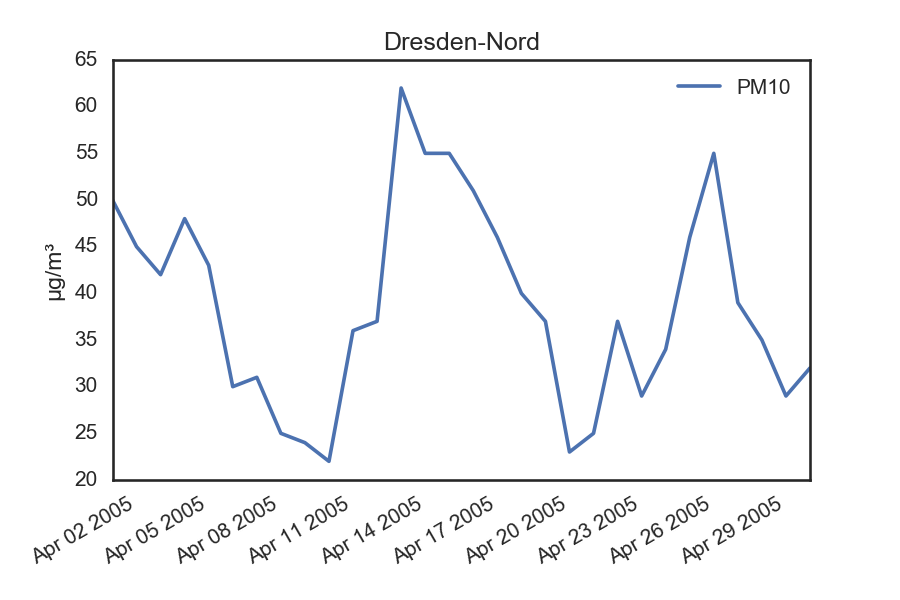 Dresden-Nord
65
60
55
50
45
40
35
30
25
20
µg/m³
PM10
Apr 02 2005
Apr 05 2005
Apr 08 2005
Apr 11 2005
Apr 14 2005
Apr 17 2005
Apr 20 2005
Apr 23 2005
Apr 26 2005
Apr 29 2005